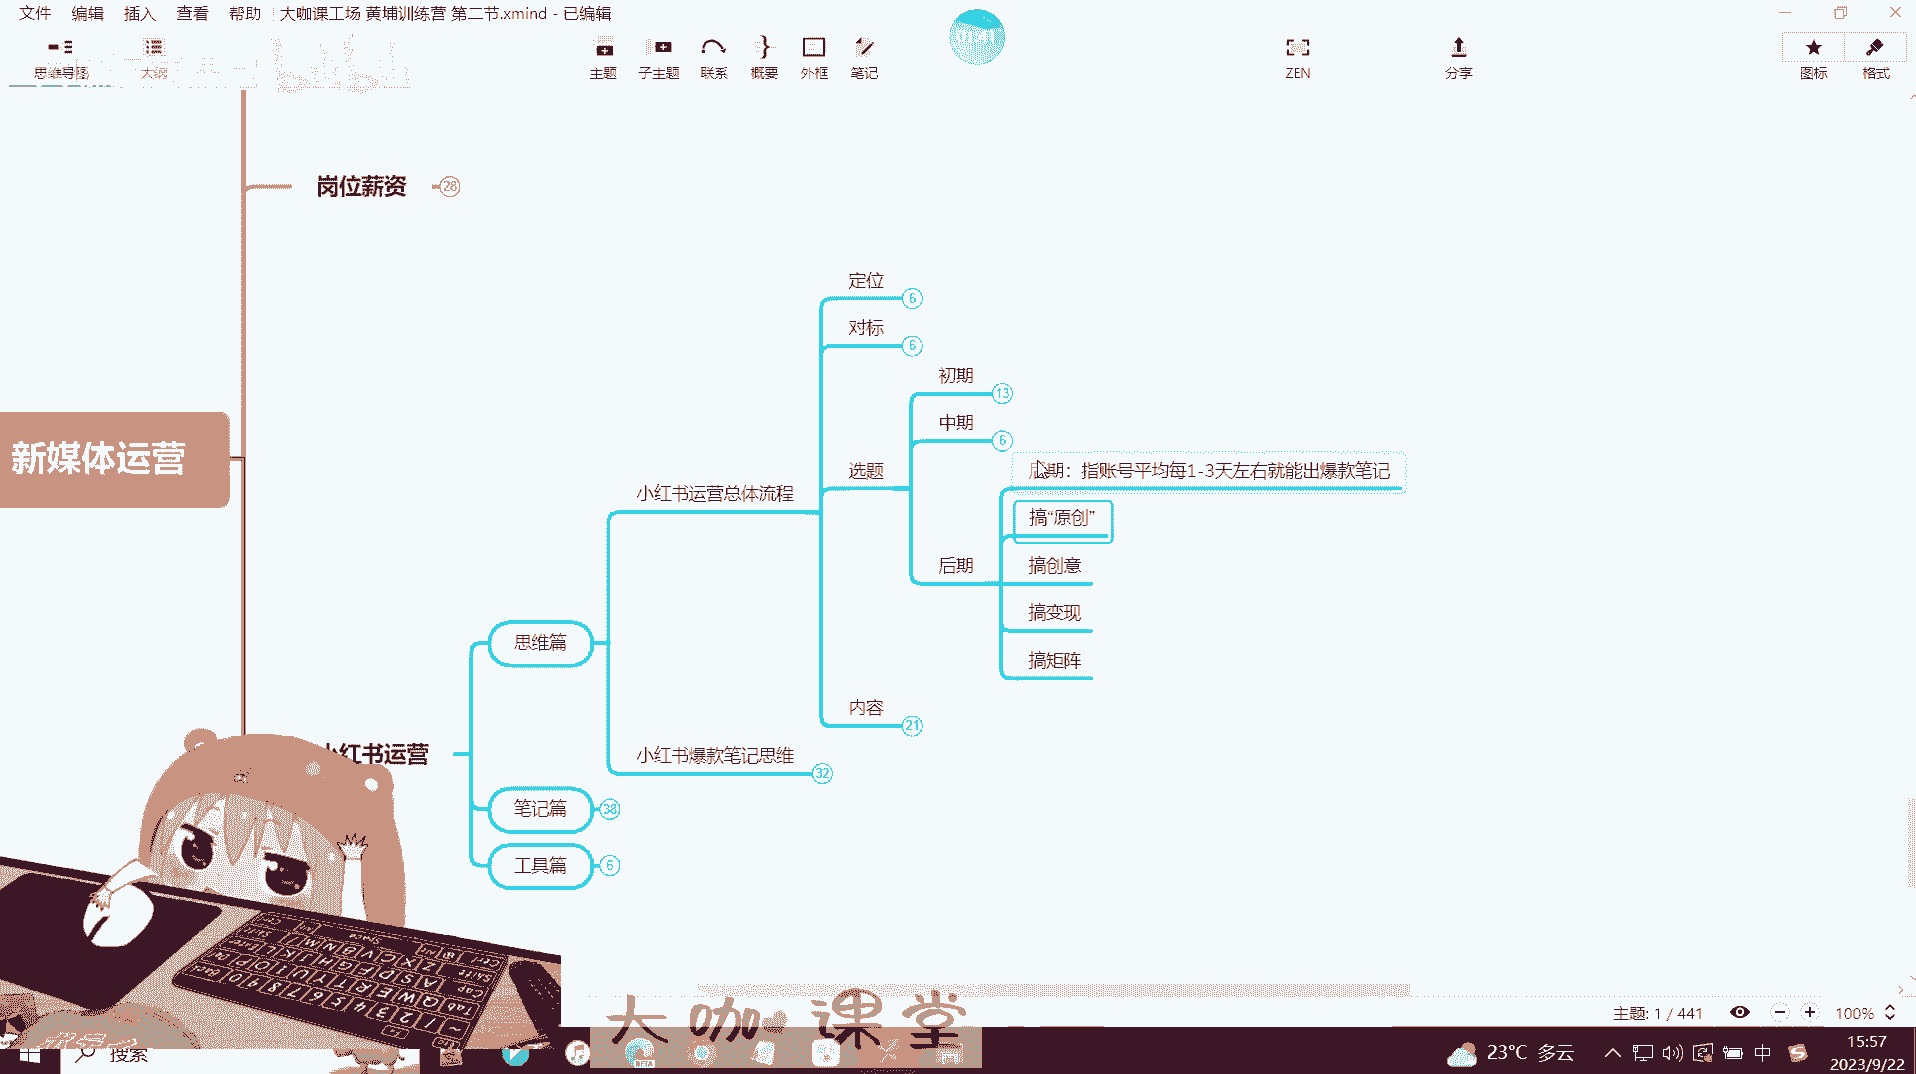 文件 编辑 插入 查看 帮助 大咖课工场 黄埔训练营 第二节.xmind - 已编辑
思维导图 大纲 主题 子主题 联系 概要 外框 笔记 ZEN 分享 图标 格式
岗位薪资 28
定位 6
对标 6
初期 13
中期 6
新媒体运营
选题
期：指账号平均每1-3天左右就能出爆款笔记
小红书运营总体流程
搞“原创”
后期
搞创意
搞变现
思维篇
搞矩阵
内容 21
小红书运营
小红书爆款笔记思维 32
笔记篇 38
工具篇 6
大咖课堂
主题: 1 / 441 100%
搜索
BETA
23°C 多云
中
15:57
2023/9/22